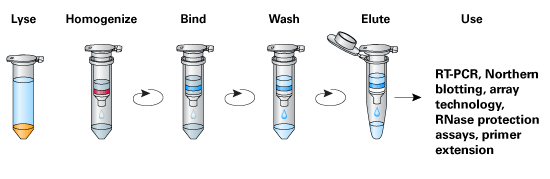 Lyse Homogenize Bind Wash Elute Use
RT-PCR, Northern
blotting, array
technology,
RNase protection
assays, primer
extension